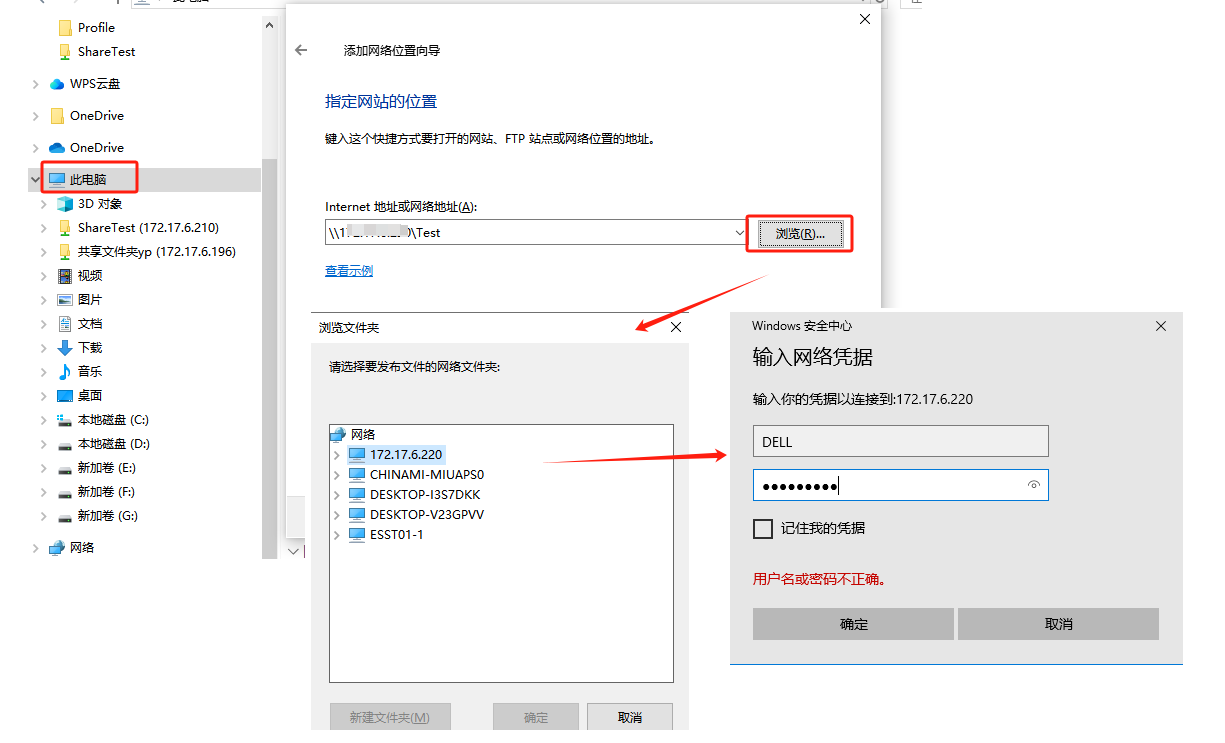 Profile
ShareTest
WPS云盘
OneDrive
OneDrive
此电脑
3D 对象
ShareTest (172.17.6.210)
共享文件夹yp (172.17.6.196)
视频
图片
文档
下载
音乐
桌面
本地磁盘 (C:)
本地磁盘 (D:)
新加卷 (E:)
新加卷 (F:)
新加卷 (G:)
网络
添加网络位置向导
指定网站的位置
键入这个快捷方式要打开的网站、FTP 站点或网络位置的地址。
Internet 地址或网络地址(A):
\Test
浏览(R)...
查看示例
浏览文件夹
请选择要发布文件的网络文件夹:
网络
172.17.6.220
CHINAMI-MIUAPS0
DESKTOP-I3S7DKK
DESKTOP-V23GPVV
ESST01-1
新建文件夹(M)
确定
取消
Windows 安全中心
输入网络凭据
输入你的凭据以连接到:172.17.6.220
DELL
●●●●●●●●●
记住我的凭据
用户名或密码不正确。
确定
取消